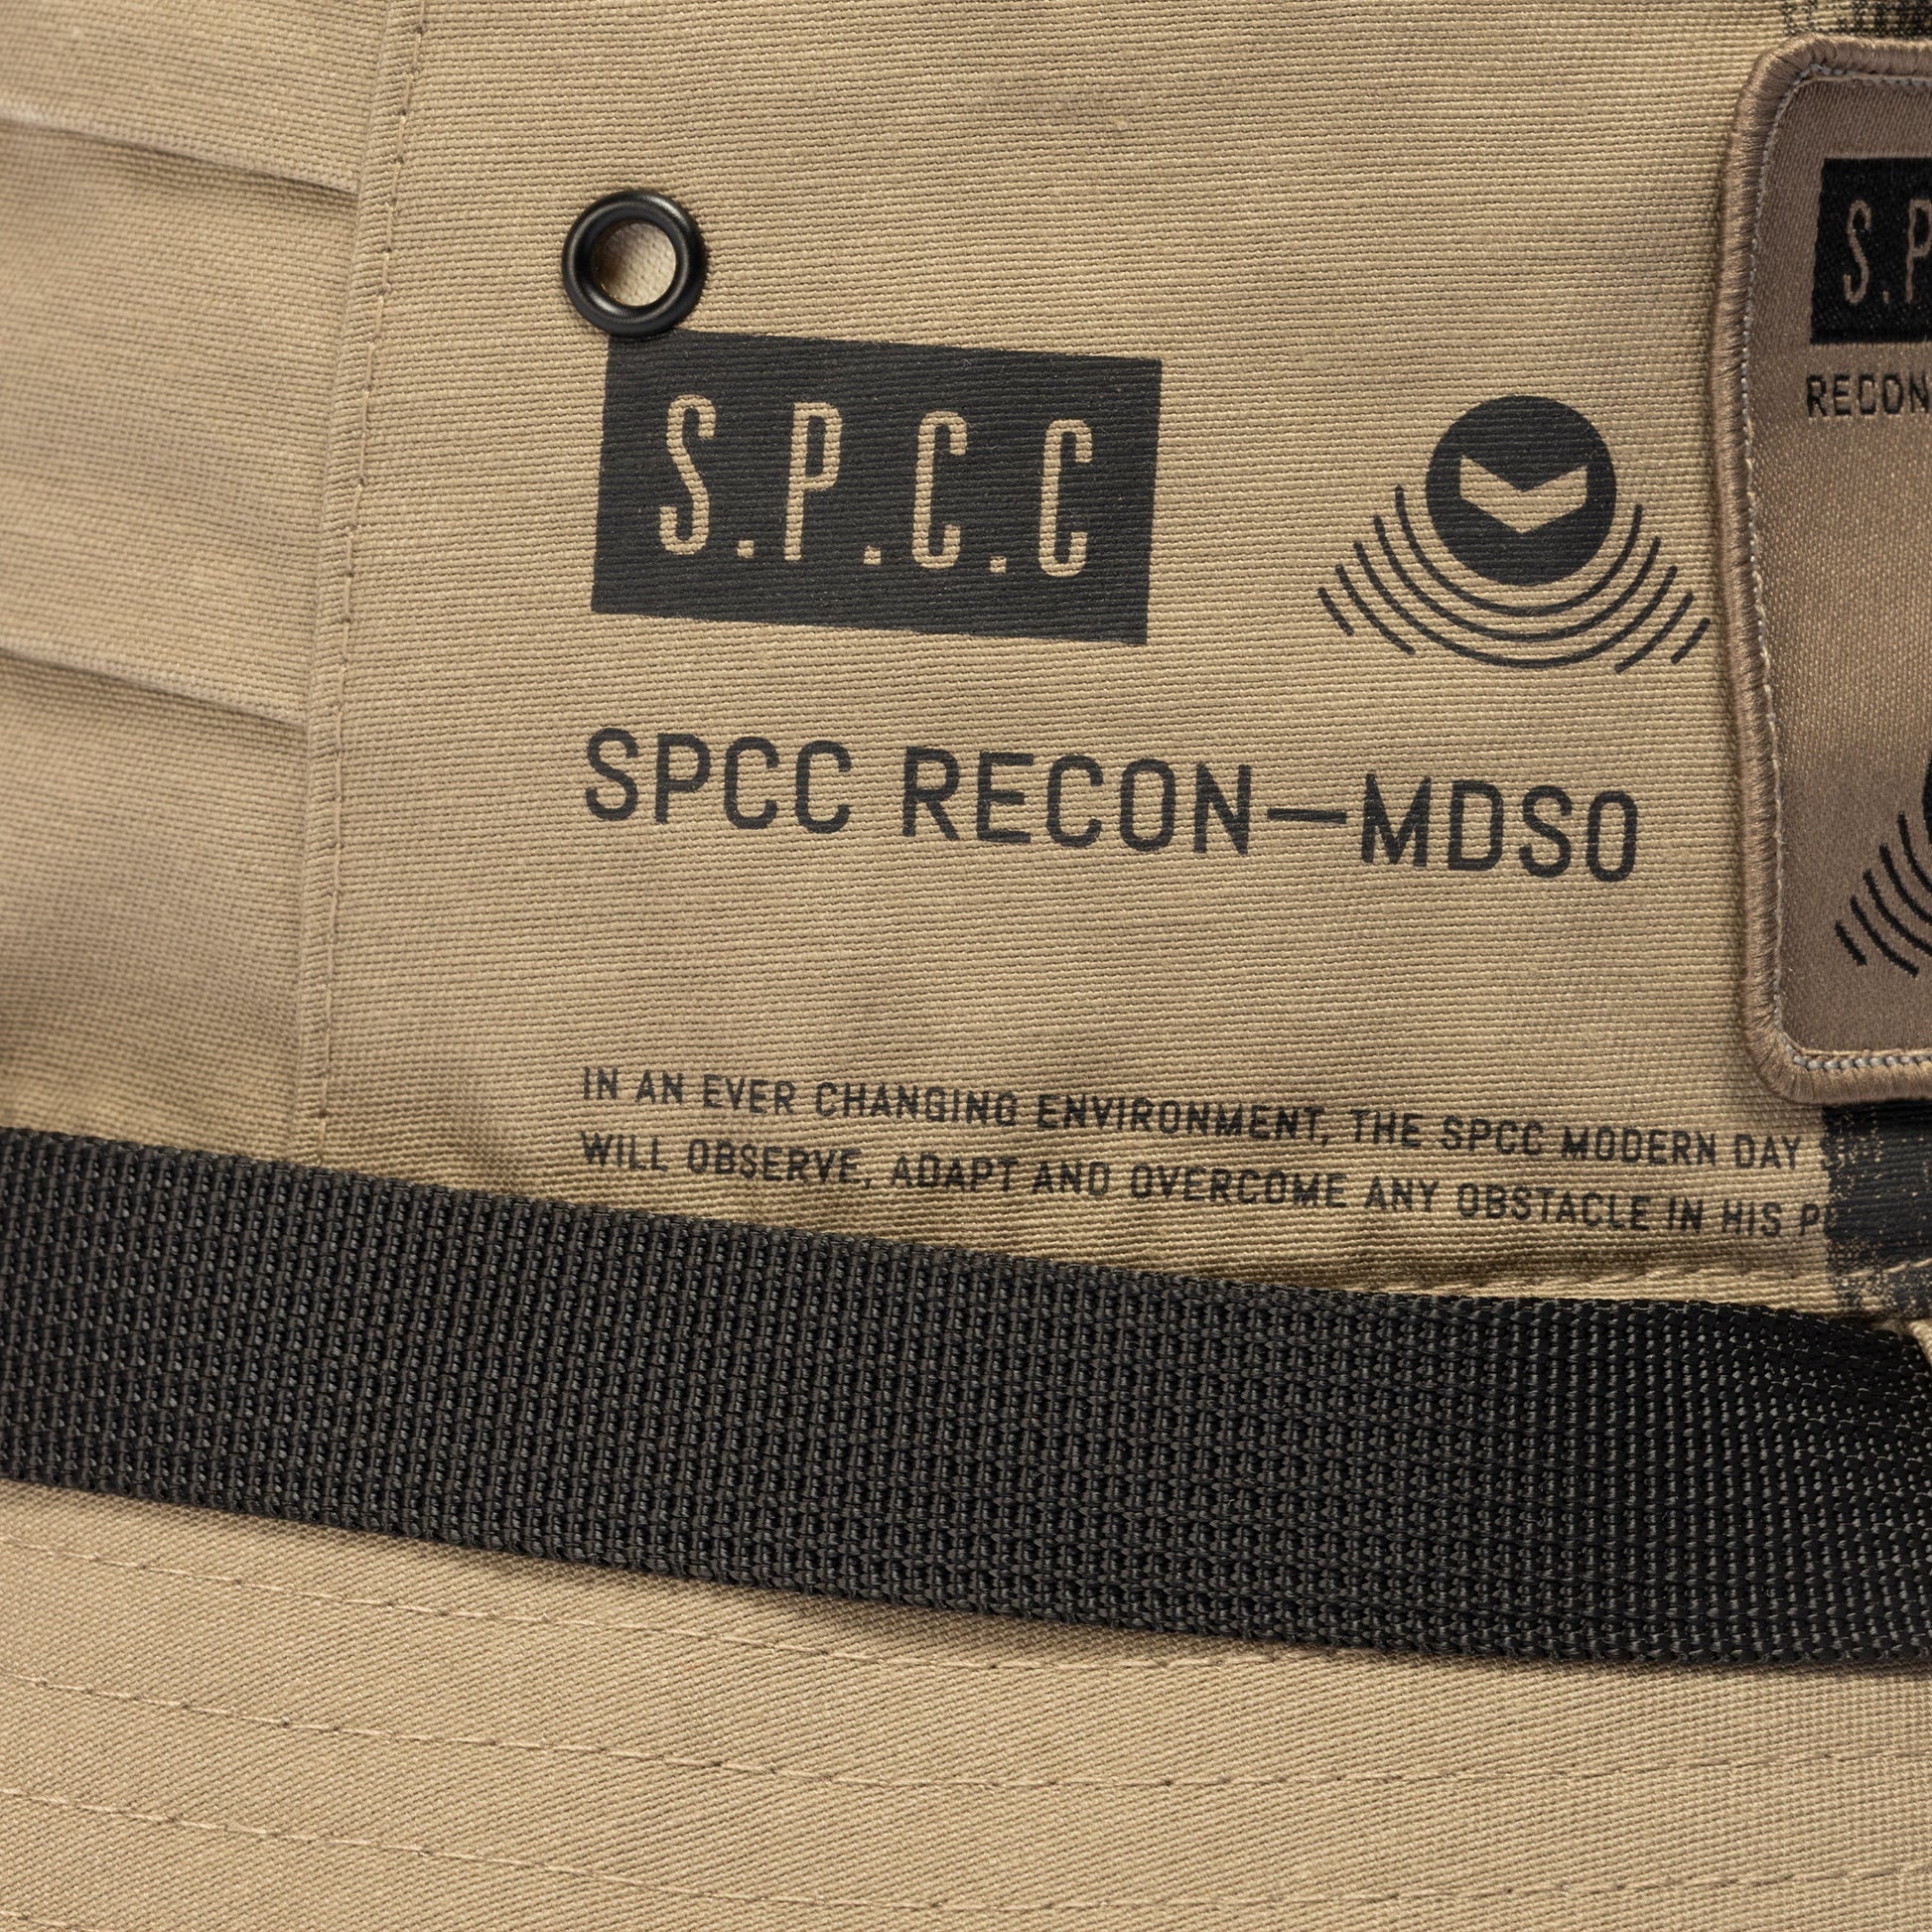 S.P.C.C
SPCC RECON—MDSO
IN AN EVER CHANGING ENVIRONMENT, THE SPCC MODERN DAY
WILL OBSERVE, ADAPT AND OVERCOME ANY OBSTACLE IN HIS
S.P
RECON